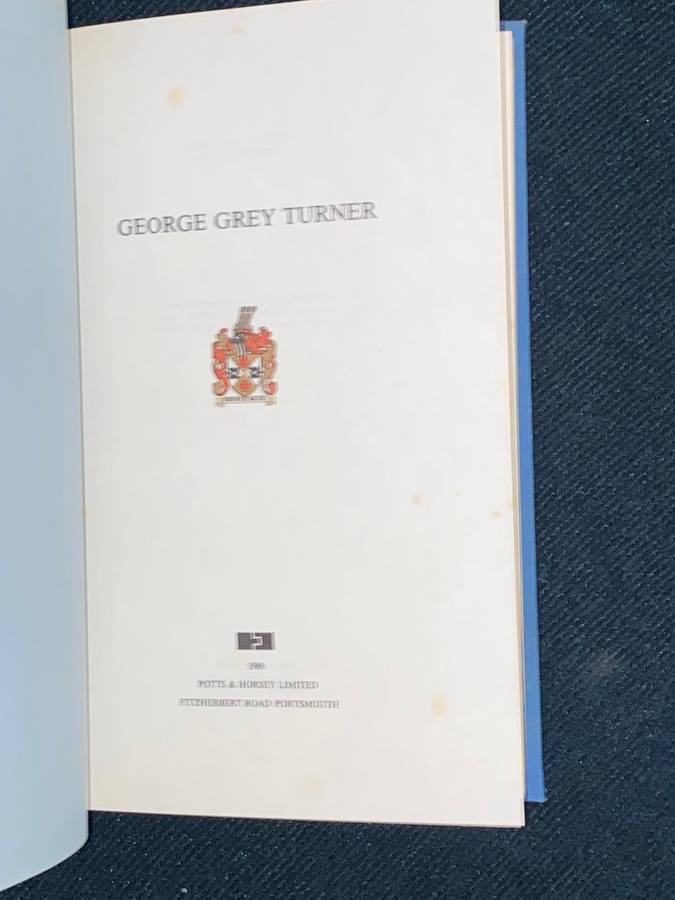 GEORGE GREY TURNER
1986
POTTS & HORSEY LIMITED
FITZHERBERT ROAD PORTSMOUTH